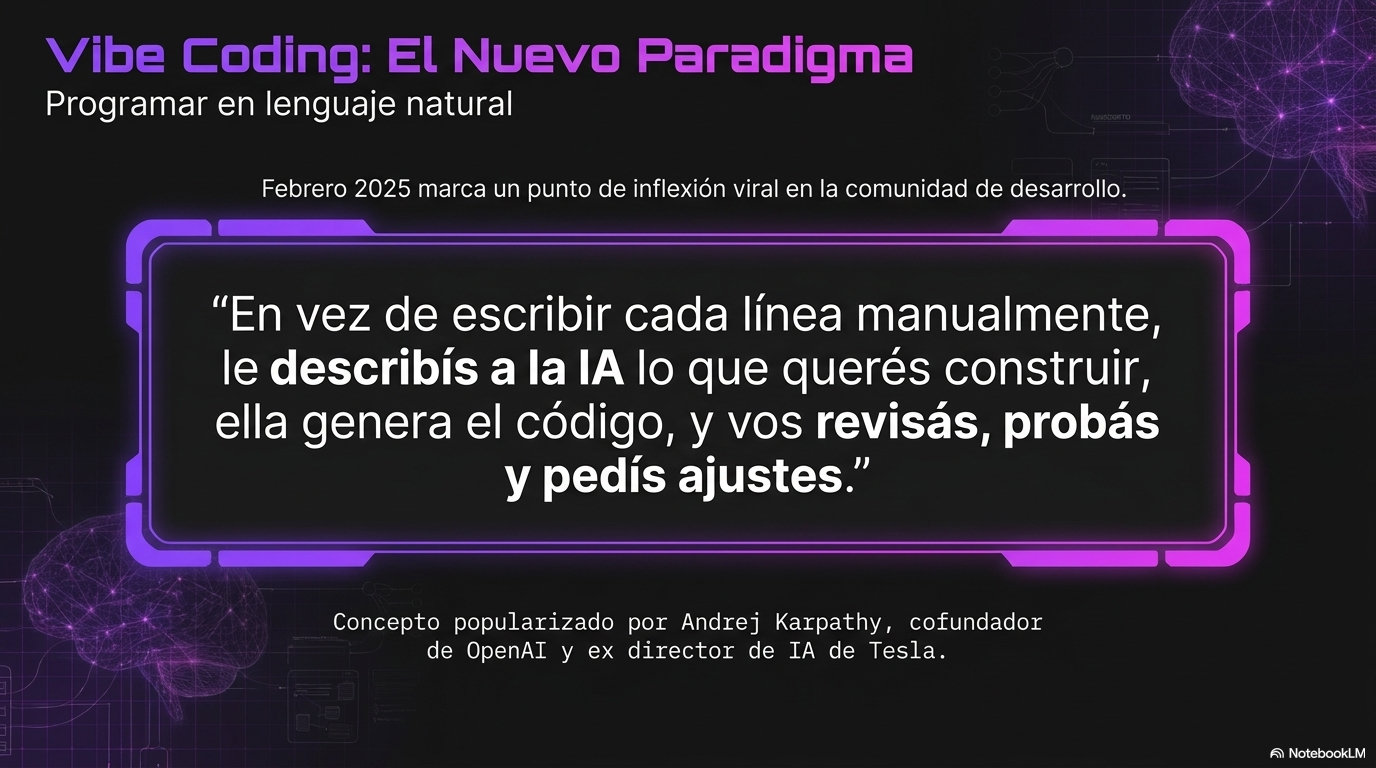 Vibe Coding: El Nuevo Paradigma
Programar en lenguaje natural
Febrero 2025 marca un punto de inflexión viral en la comunidad de desarrollo.
“En vez de escribir cada línea manualmente,
le describís a la IA lo que querés construir,
ella genera el código, y vos revisás, probás
y pedís ajustes.”
Concepto popularizado por Andrej Karpathy, cofundador
de OpenAI y ex director de IA de Tesla.
NotebookLM